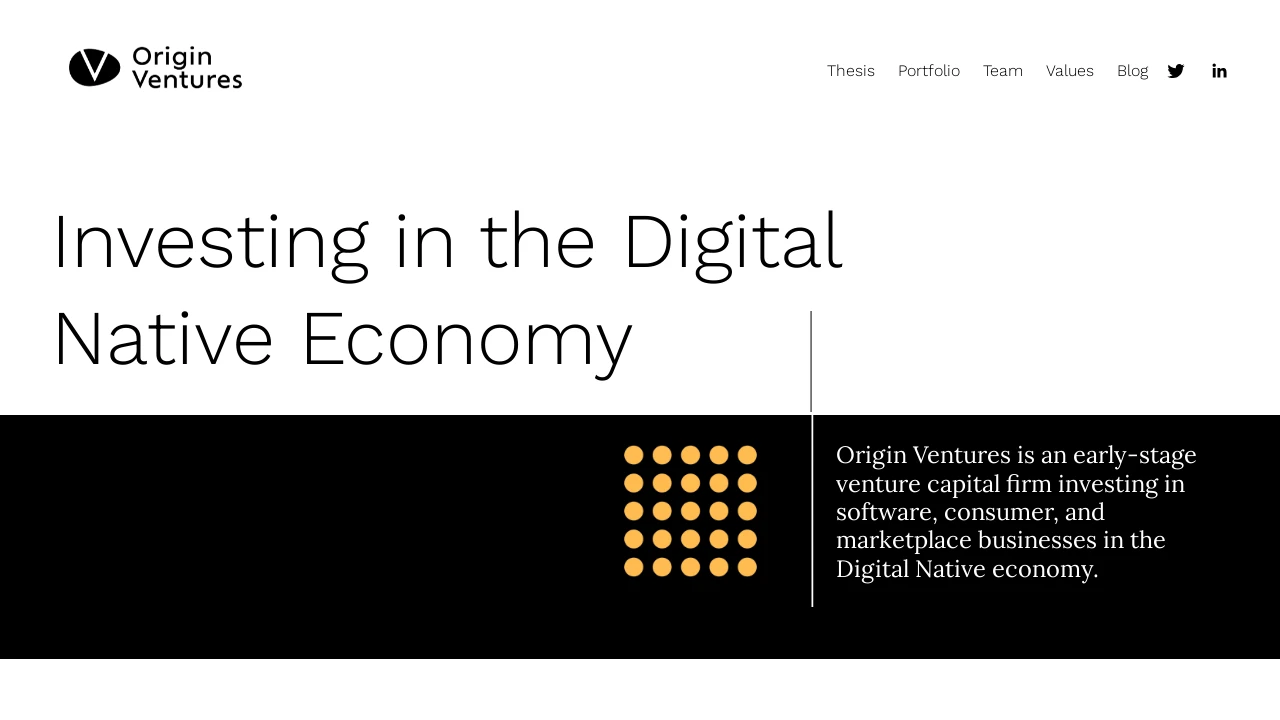 Origin
Ventures
Thesis Portfolio Team Values Blog
Investing in the Digital
Native Economy
Origin Ventures is an early-stage
venture capital firm investing in
software, consumer, and
marketplace businesses in the
Digital Native economy.